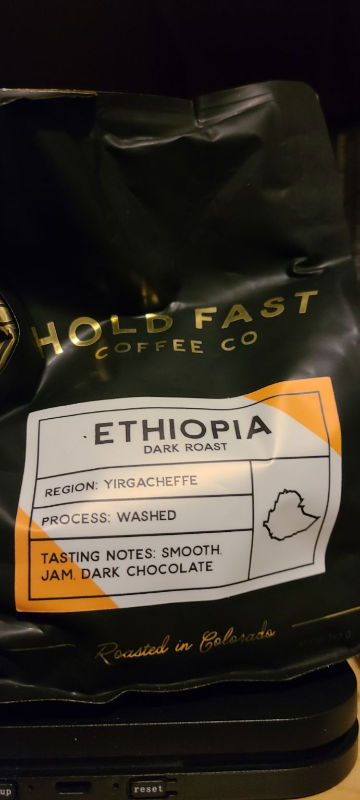 HOLD FAST
COFFEE CO
ETHIOPIA
DARK ROAST
REGION: YIRGACHEFFE
PROCESS: WASHED
TASTING NOTES: SMOOTH,
JAM, DARK CHOCOLATE
Roasted in Colorado
up
reset